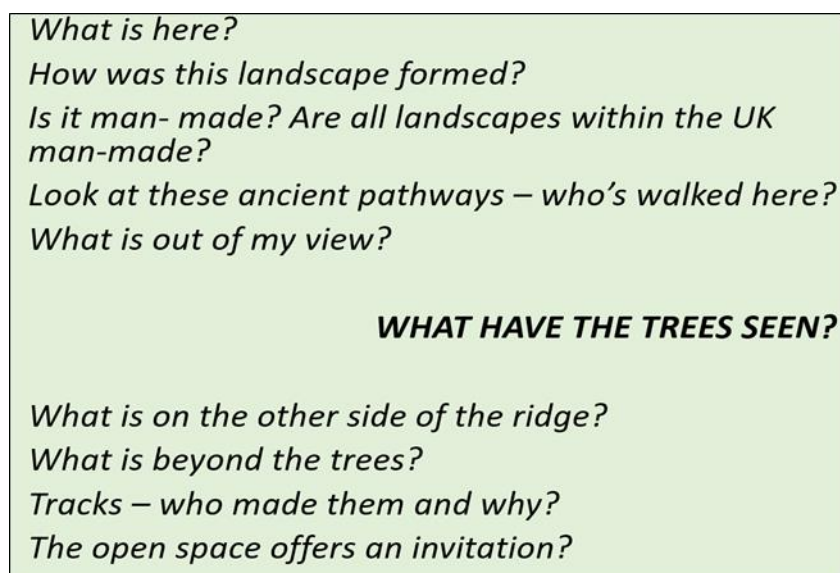 What is here?
How was this landscape formed?
Is it man- made? Are all landscapes within the UK
man-made?
Look at these ancient pathways – who's walked here?
What is out of my view?
WHAT HAVE THE TREES SEEN?
What is on the other side of the ridge?
What is beyond the trees?
Tracks – who made them and why?
The open space offers an invitation?